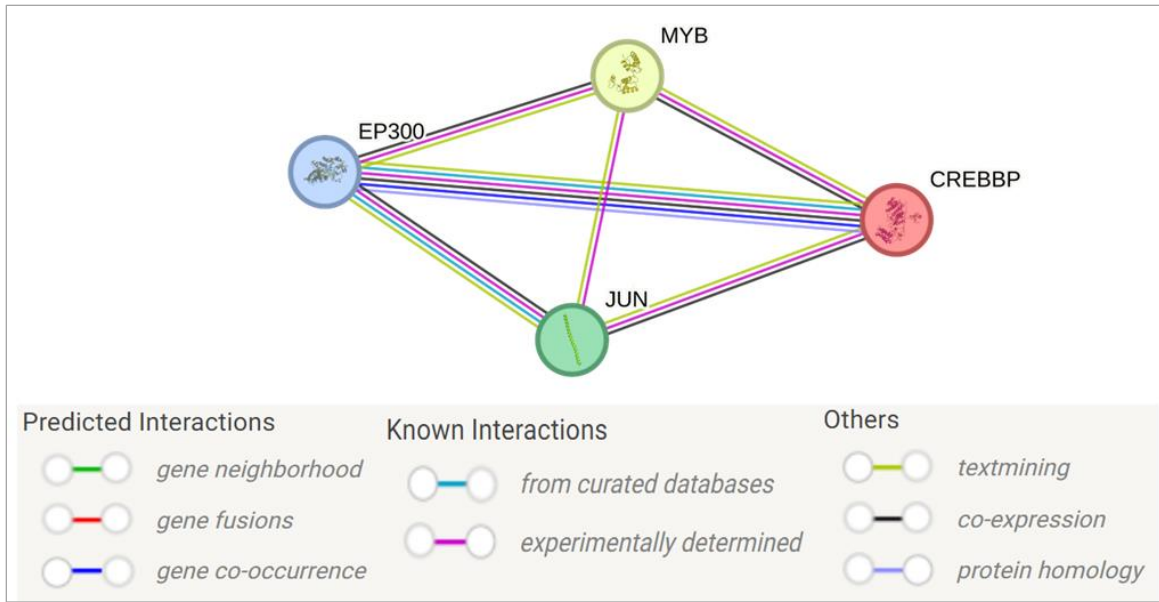 MYB
EP300
CREBBP
JUN
Predicted Interactions
gene neighborhood
gene fusions
gene co-occurrence
Known Interactions
from curated databases
experimentally determined
Others
textmining
co-expression
protein homology